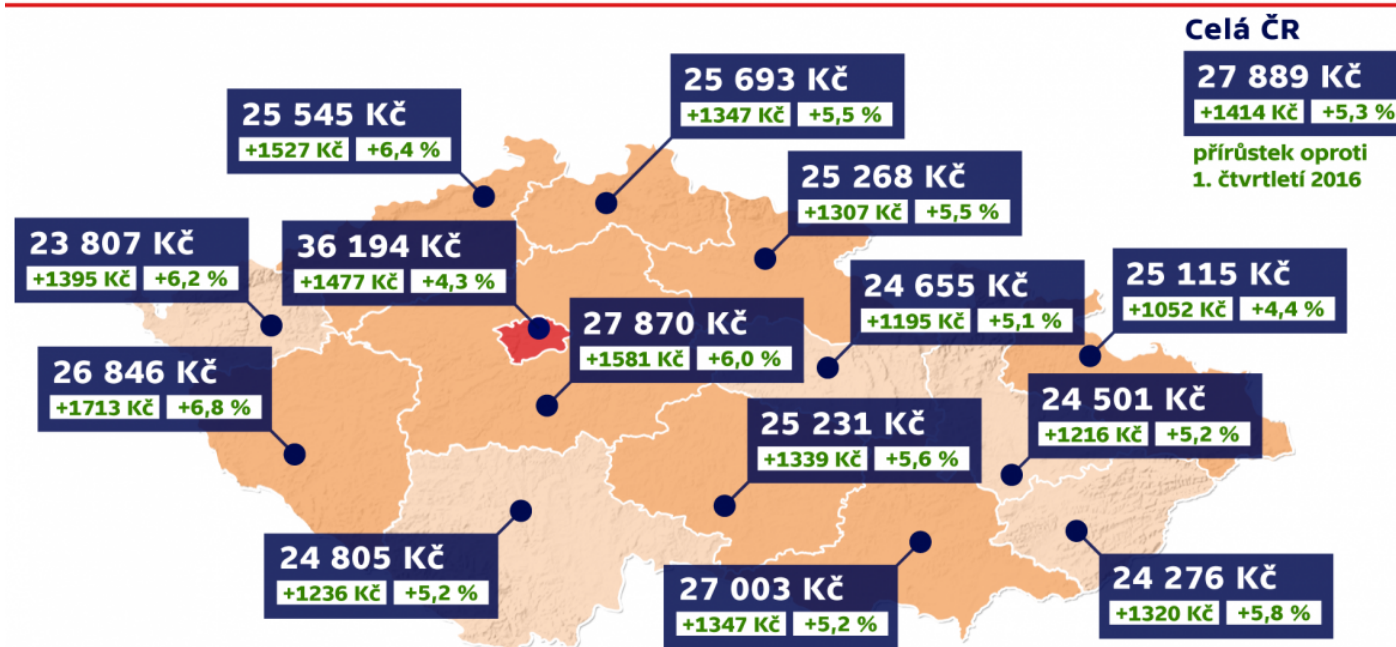 Celá ČR
27 889 Kč
+1414 Kč +5,3 %
přírůstek oproti
1. čtvrtletí 2016
25 693 Kč
+1347 Kč +5,5 %
25 545 Kč
+1527 Kč +6,4 %
25 268 Kč
+1307 Kč +5,5 %
23 807 Kč
+1395 Kč +6,2 %
36 194 Kč
+1477 Kč +4,3 %
24 655 Kč
+1195 Kč +5,1 %
25 115 Kč
+1052 Kč +4,4 %
27 870 Kč
+1581 Kč +6,0 %
26 846 Kč
+1713 Kč +6,8 %
24 501 Kč
+1216 Kč +5,2 %
25 231 Kč
+1339 Kč +5,6 %
24 805 Kč
+1236 Kč +5,2 %
27 003 Kč
+1347 Kč +5,2 %
24 276 Kč
+1320 Kč +5,8 %